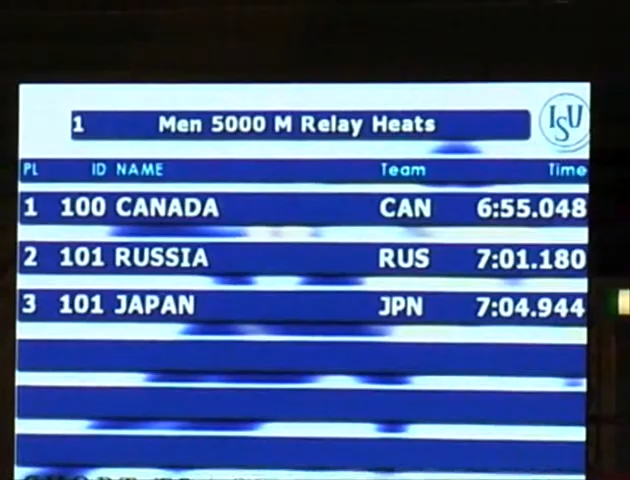 1 Men 5000 M Relay Heats
ISU
PL ID NAME Team Time
1 100 CANADA CAN 6:55.048
2 101 RUSSIA RUS 7:01.180
3 101 JAPAN JPN 7:04.944